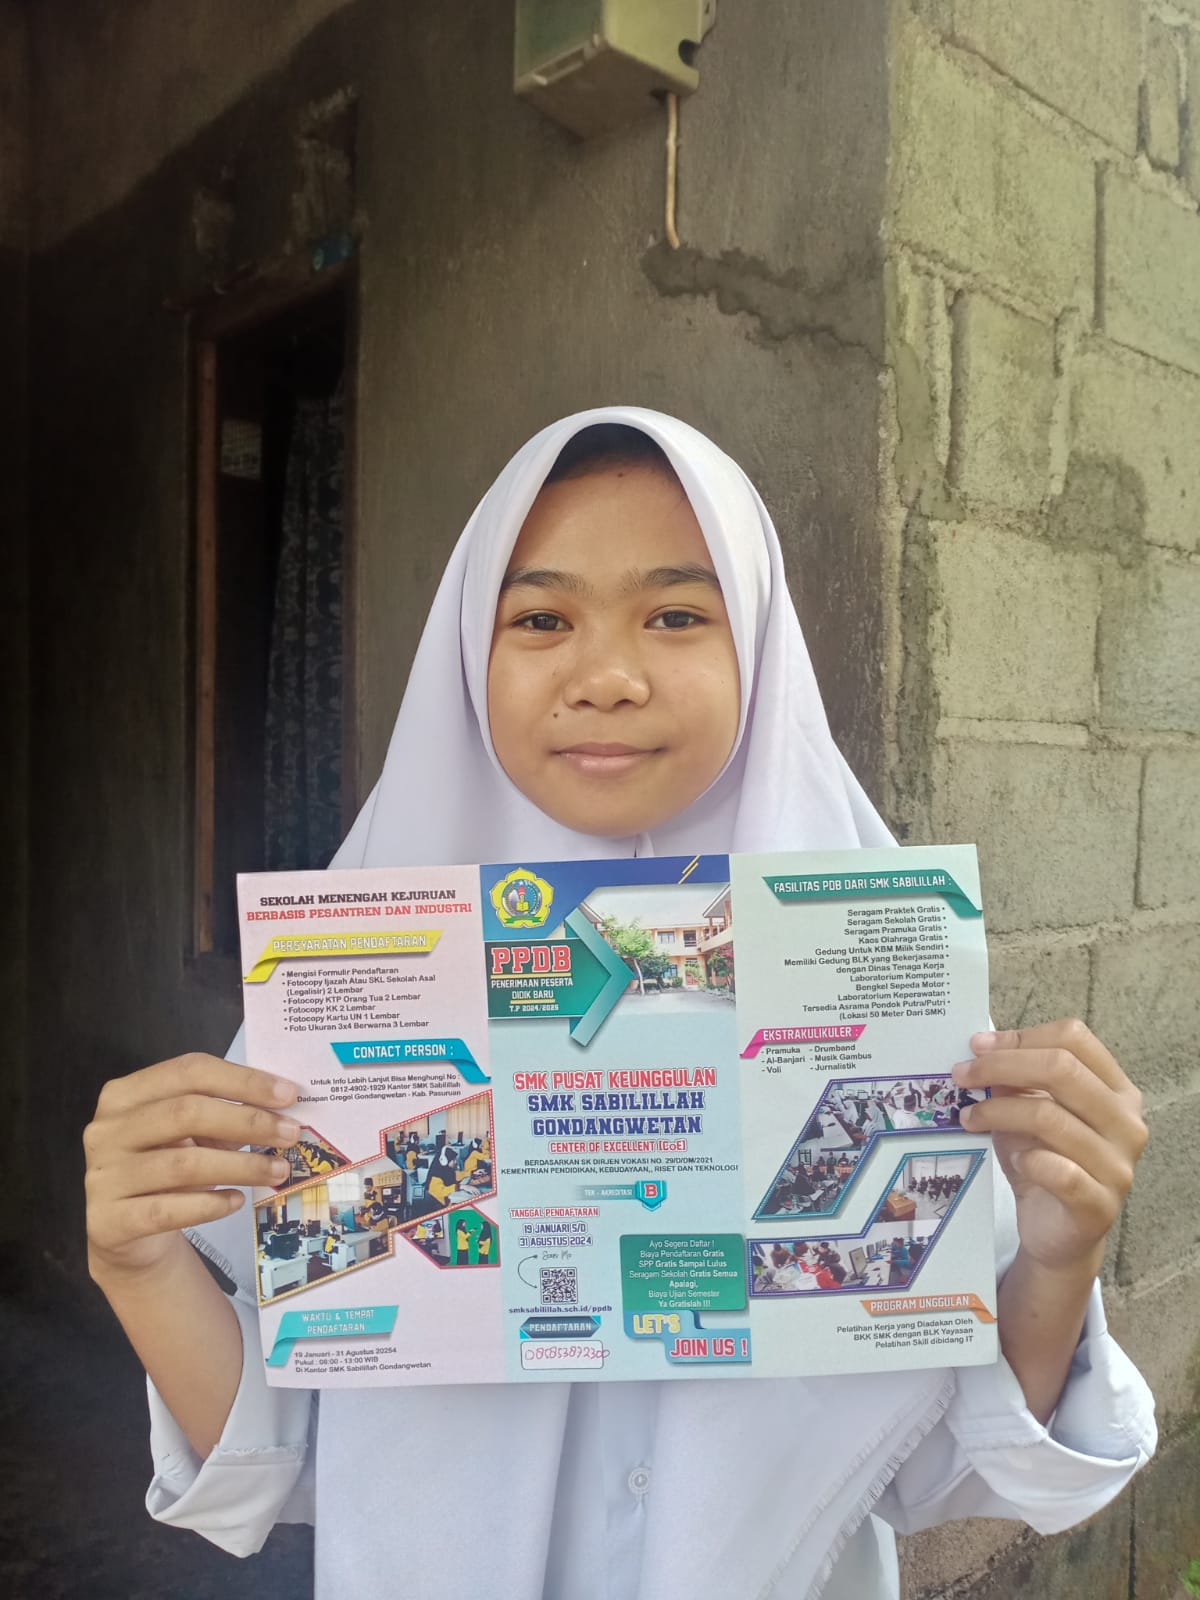 SEKOLAH MENENGAH KEJURUAN
BERBASIS PESANTREN DAN INDUSTRI
PERSYARATAN PENDAFTARAN
• Mengisi Formulir Pendaftaran
• Fotocopy Ijazah Atau SKL Sekolah Asal
(Legalisir) 2 Lembar
• Fotocopy KTP Orang Tua 2 Lembar
• Fotocopy KK 2 Lembar
• Fotocopy Kartu UN 1 Lembar
• Foto Ukuran 3x4 Berwarna 3 Lembar
CONTACT PERSON :
Untuk Info Lebih Lanjut Bisa Menghungi No :
0812-4902-1929 Kantor SMK Sabilillah
Dadapan Gregol Gondangwetan - Kab. Pasuruan
WAKTU & TEMPAT
PENDAFTARAN
19 Januari - 31 Agustus 20254
Pukul : 08:00 - 13:00 WIB
Di Kantor SMK Sabilillah Gondangwetan
PPDB
PENERIMAAN PESERTA
DIDIK BARU
T.P 2024/2025
SMK PUSAT KEUNGGULAN
SMK SABILILLAH
GONDANGWETAN
CENTER OF EXCELLENT (CoE)
BERDASARKAN SK DIRJEN VOKASI NO. 29/D/OM/2021
KEMENTRIAN PENDIDIKAN, KEBUDAYAAN,, RISET DAN TEKNOLOGI
TER - AKREDITASI B
TANGGAL PENDAFTARAN
19 JANUARI S/D
31 AGUSTUS 2024
Scan Me
smksabilillah.sch.id/ppdb
PENDAFTARAN
085853872300
Ayo Segera Daftar !
Biaya Pendaftaran Gratis
SPP Gratis Sampai Lulus
Seragam Sekolah Gratis Semua
Apalagi,
Biaya Ujian Semester
Ya Gratislah !!!
LET'S
JOIN US !
FASILITAS PDB DARI SMK SABILILLAH :
Seragam Praktek Gratis •
Seragam Sekolah Gratis •
Seragam Pramuka Gratis •
Kaos Olahraga Gratis •
Gedung Untuk KBM Milik Sendiri •
Memiliki Gedung BLK yang Bekerjasama •
dengan Dinas Tenaga Kerja
Laboratorium Komputer •
Bengkel Sepeda Motor •
Laboratorium Keperawatan •
Tersedia Asrama Pondok Putra/Putri •
(Lokasi 50 Meter Dari SMK)
EKSTRAKULIKULER :
- Pramuka - Drumband
- Al-Banjari - Musik Gambus
- Voli - Jurnalistik
PROGRAM UNGGULAN :
Pelatihan Kerja yang Diadakan Oleh
BKK SMK dengan BLK Yayasan
Pelatihan Skill dibidang IT